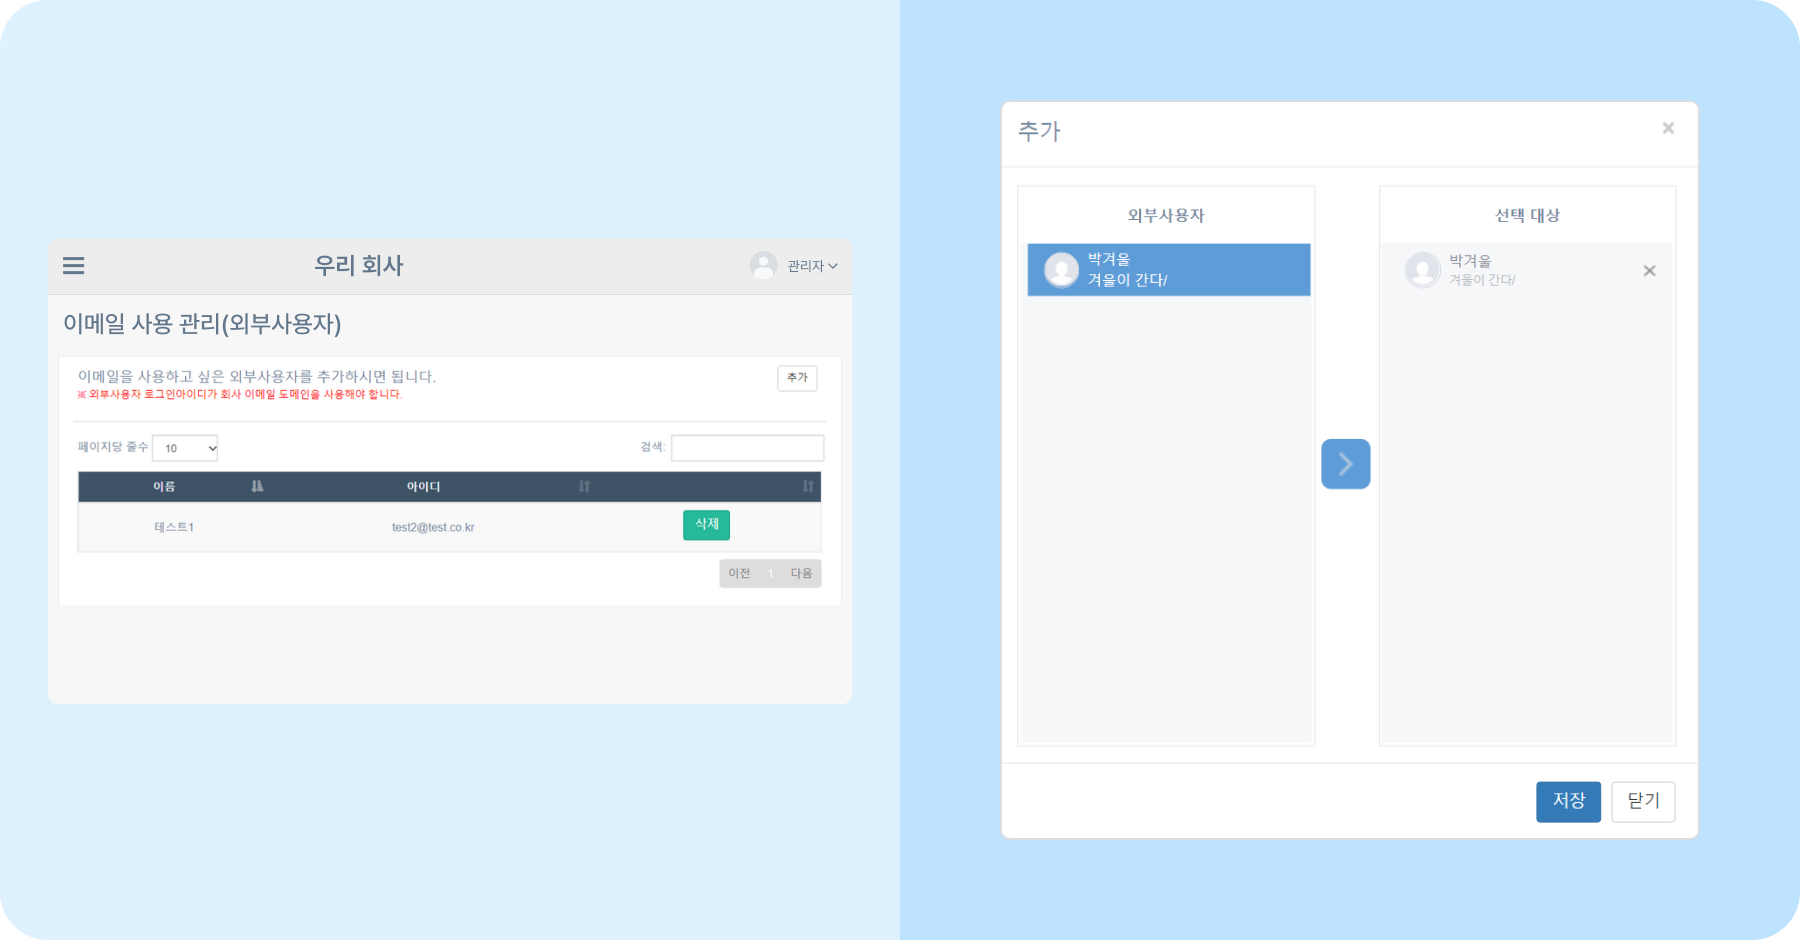 우리 회사
관리자
이메일 사용 관리(외부사용자)
이메일을 사용하고 싶은 외부사용자를 추가하시면 됩니다.
※ 외부사용자 로그인아이디가 회사 이메일 도메인을 사용해야 합니다.
추가
페이지당 줄수 10
검색:
이름 아이디
테스트1 test2@test.co.kr 삭제
이전 1 다음
추가
×
외부사용자
박겨울
겨울이 간다/
선택 대상
박겨울
겨울이 간다/
저장 닫기